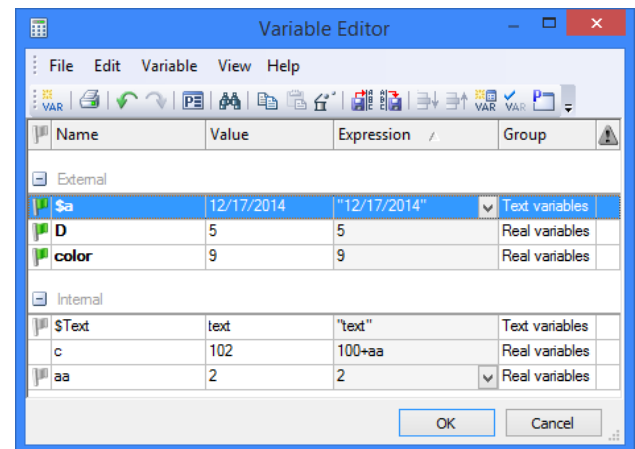 Variable Editor
File Edit Variable View Help
VAR PE VAR VAR P
Name Value Expression Group
External
$a 12/17/2014 "12/17/2014" Text variables
D 5 5 Real variables
color 9 9 Real variables
Internal
$Text text "text" Text variables
c 102 100+aa Real variables
aa 2 2 Real variables
OK Cancel